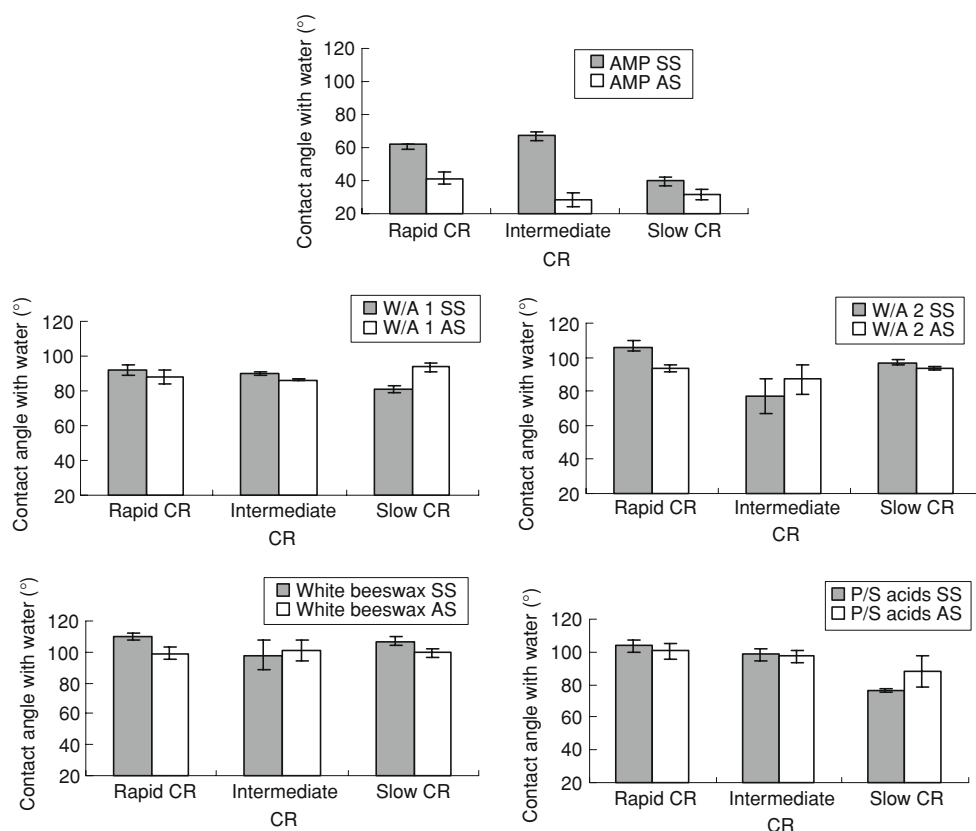 Contact angle with water (°)
120
100
80
60
40
20
AMP SS
AMP AS
Rapid CR Intermediate Slow CR
CR
Contact angle with water (°)
120
100
80
60
40
20
W/A 1 SS
W/A 1 AS
Rapid CR Intermediate Slow CR
CR
Contact angle with water (°)
120
100
80
60
40
20
W/A 2 SS
W/A 2 AS
Rapid CR Intermediate Slow CR
CR
Contact angle with water (°)
120
100
80
60
40
20
White beeswax SS
White beeswax AS
Rapid CR Intermediate Slow CR
CR
Contact angle with water (°)
120
100
80
60
40
20
P/S acids SS
P/S acids AS
Rapid CR Intermediate Slow CR
CR